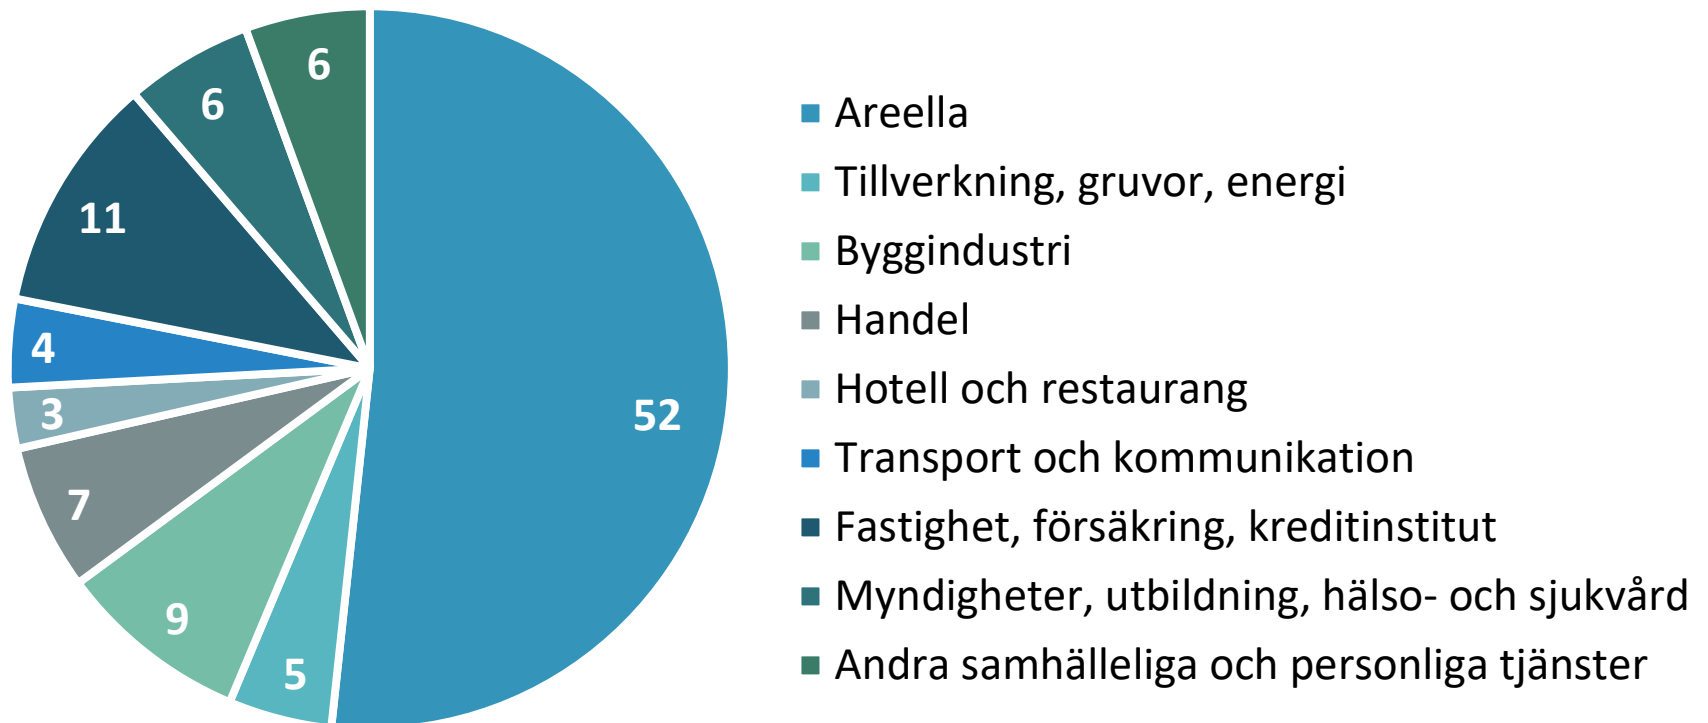 6
6
11
4
3
7
9
5
52
Areella
Tillverkning, gruvor, energi
Byggindustri
Handel
Hotell och restaurang
Transport och kommunikation
Fastighet, försäkring, kreditinstitut
Myndigheter, utbildning, hälso- och sjukvård
Andra samhälleliga och personliga tjänster